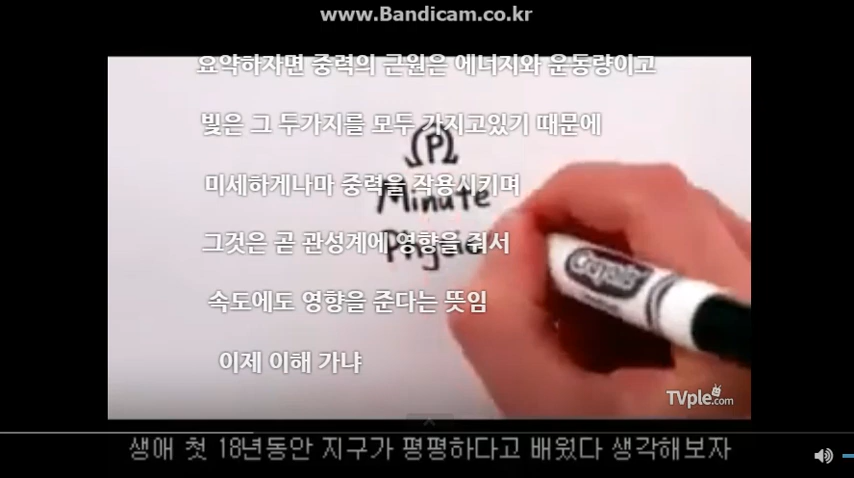 www.Bandicam.co.kr
요약하자면 중력의 근원은 에너지와 운동량이고
빛은 그 두가지를 모두 가지고있기 때문에
(P)
미세하게나마 중력을 작용시키며
Minute
그것은 곧 관성계에 영향을 줘서
Physics
속도에도 영향을 준다는 뜻임
Crayola
이제 이해 가냐
TVple.com
생애 첫 18년동안 지구가 평평하다고 배웠다 생각해보자